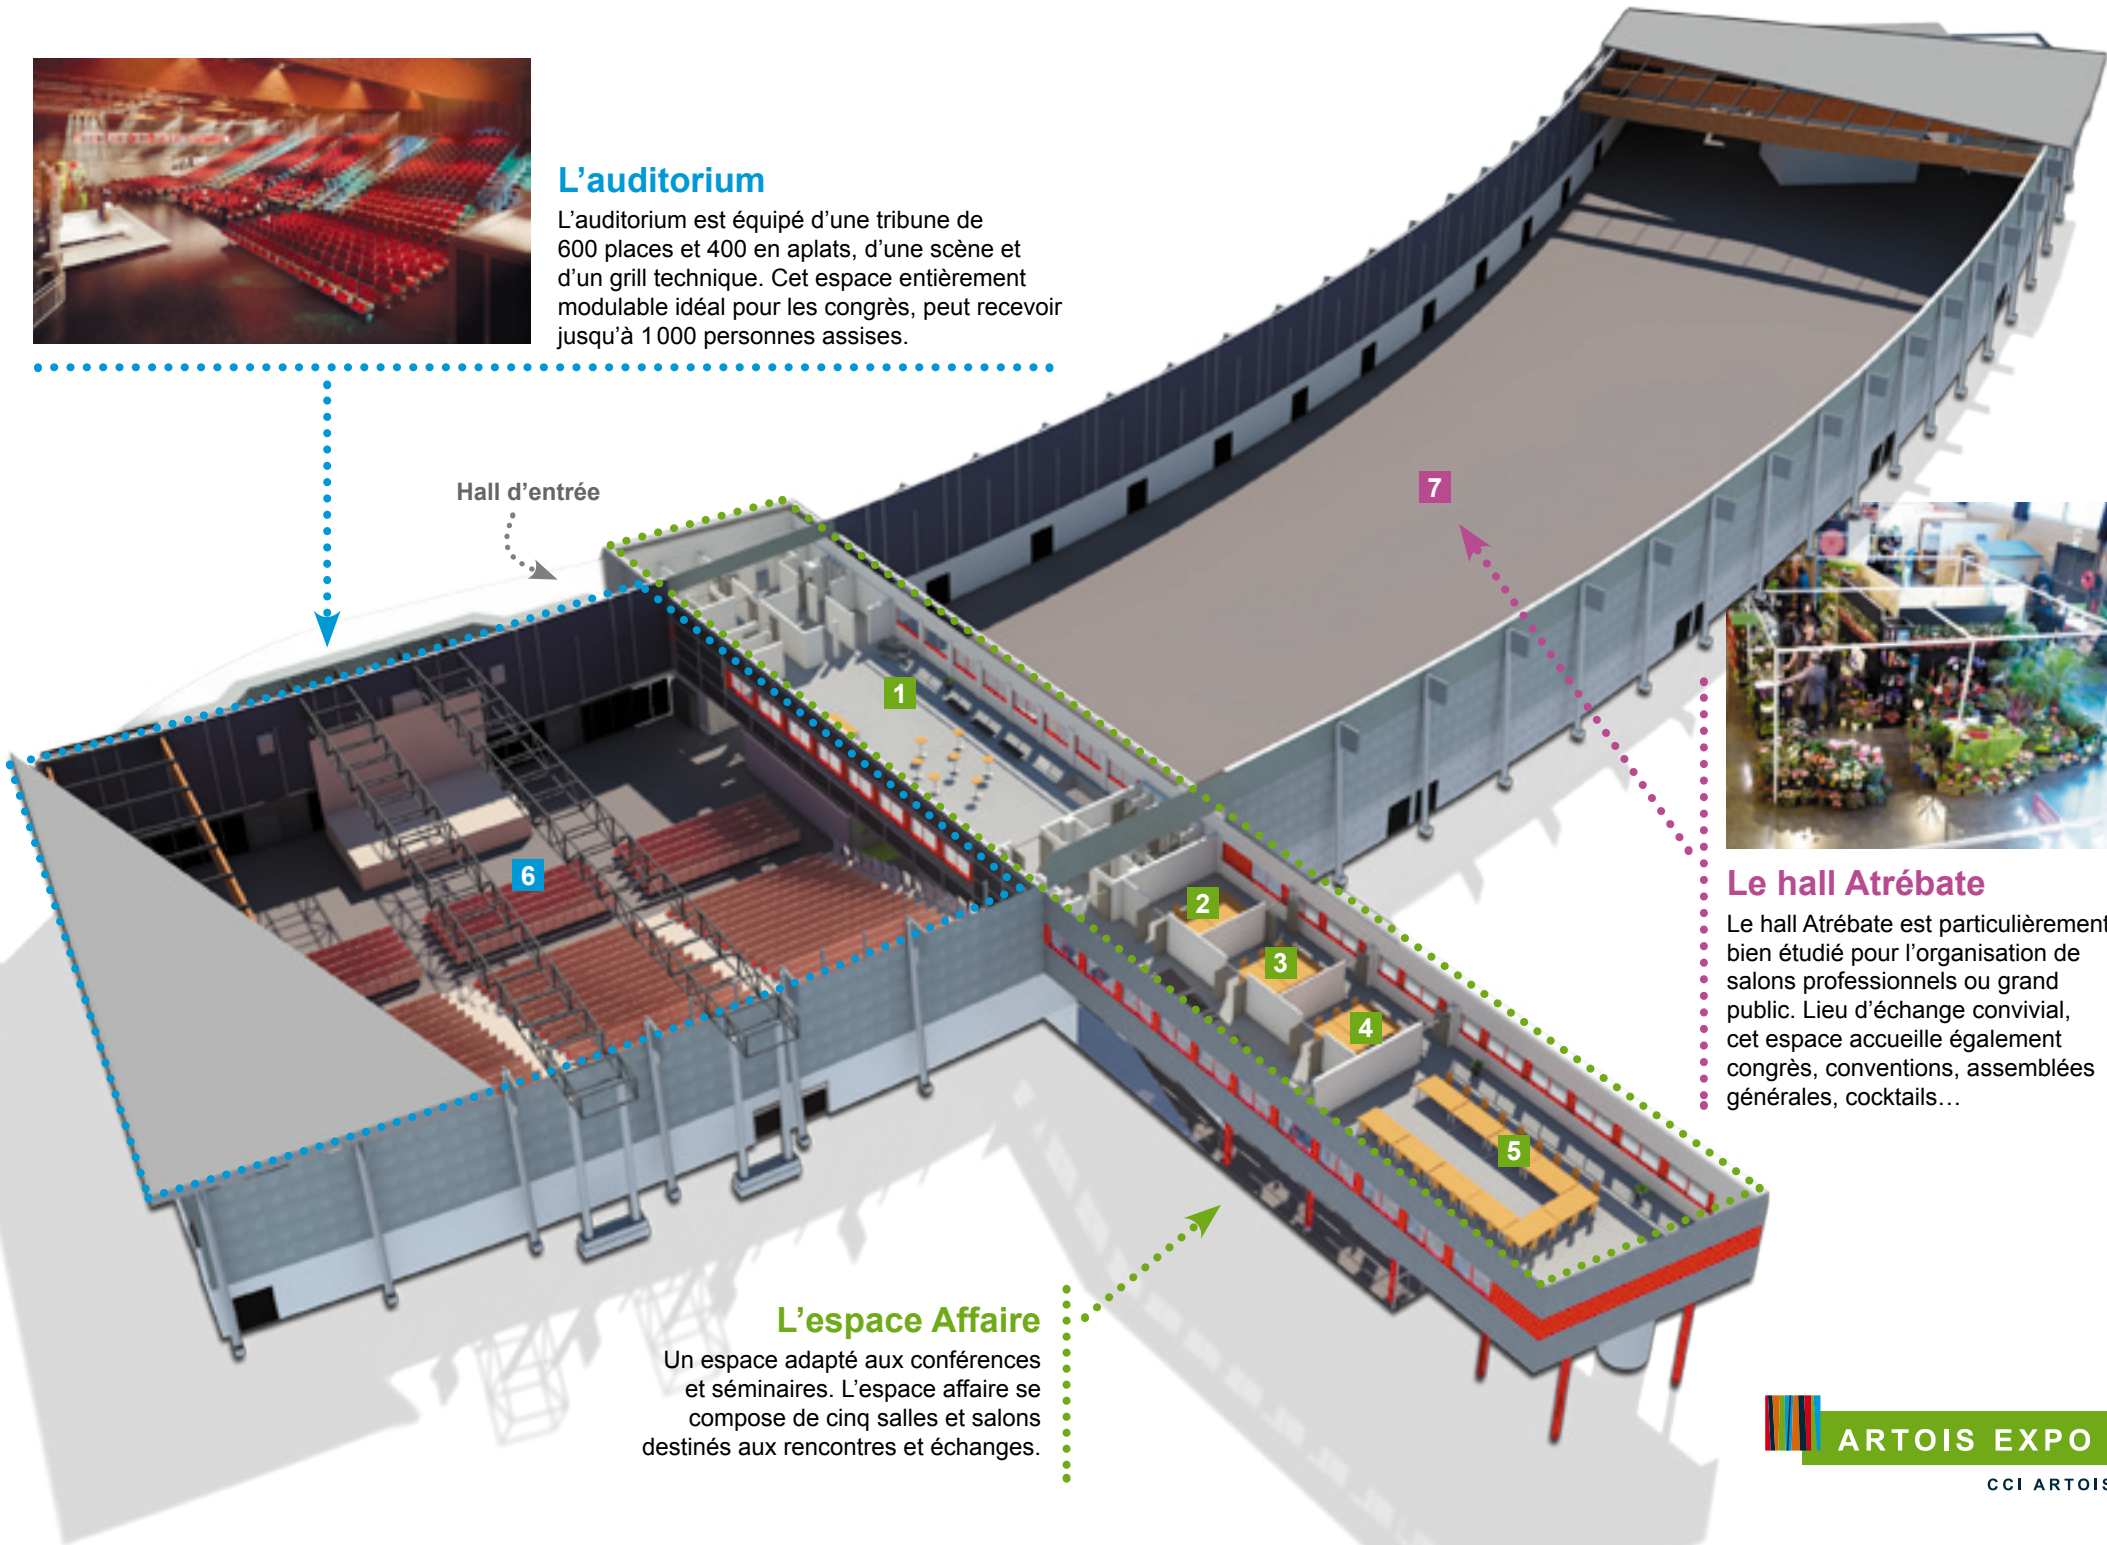 L’auditorium
L’auditorium est équipé d’une tribune de
600 places et 400 en aplats, d’une scène et
d’un grill technique. Cet espace entièrement
modulable idéal pour les congrès, peut recevoir
jusqu’à 1 000 personnes assises.
Hall d’entrée
7
1
6
2
3
4
5
Le hall Atrébate
Le hall Atrébate est particulièrement
bien étudié pour l’organisation de
salons professionnels ou grand
public. Lieu d’échange convivial,
cet espace accueille également
congrès, conventions, assemblées
générales, cocktails…
L’espace Affaire
Un espace adapté aux conférences
et séminaires. L’espace affaire se
compose de cinq salles et salons
destinés aux rencontres et échanges.
ARTOIS EXPO
CCI ARTOIS